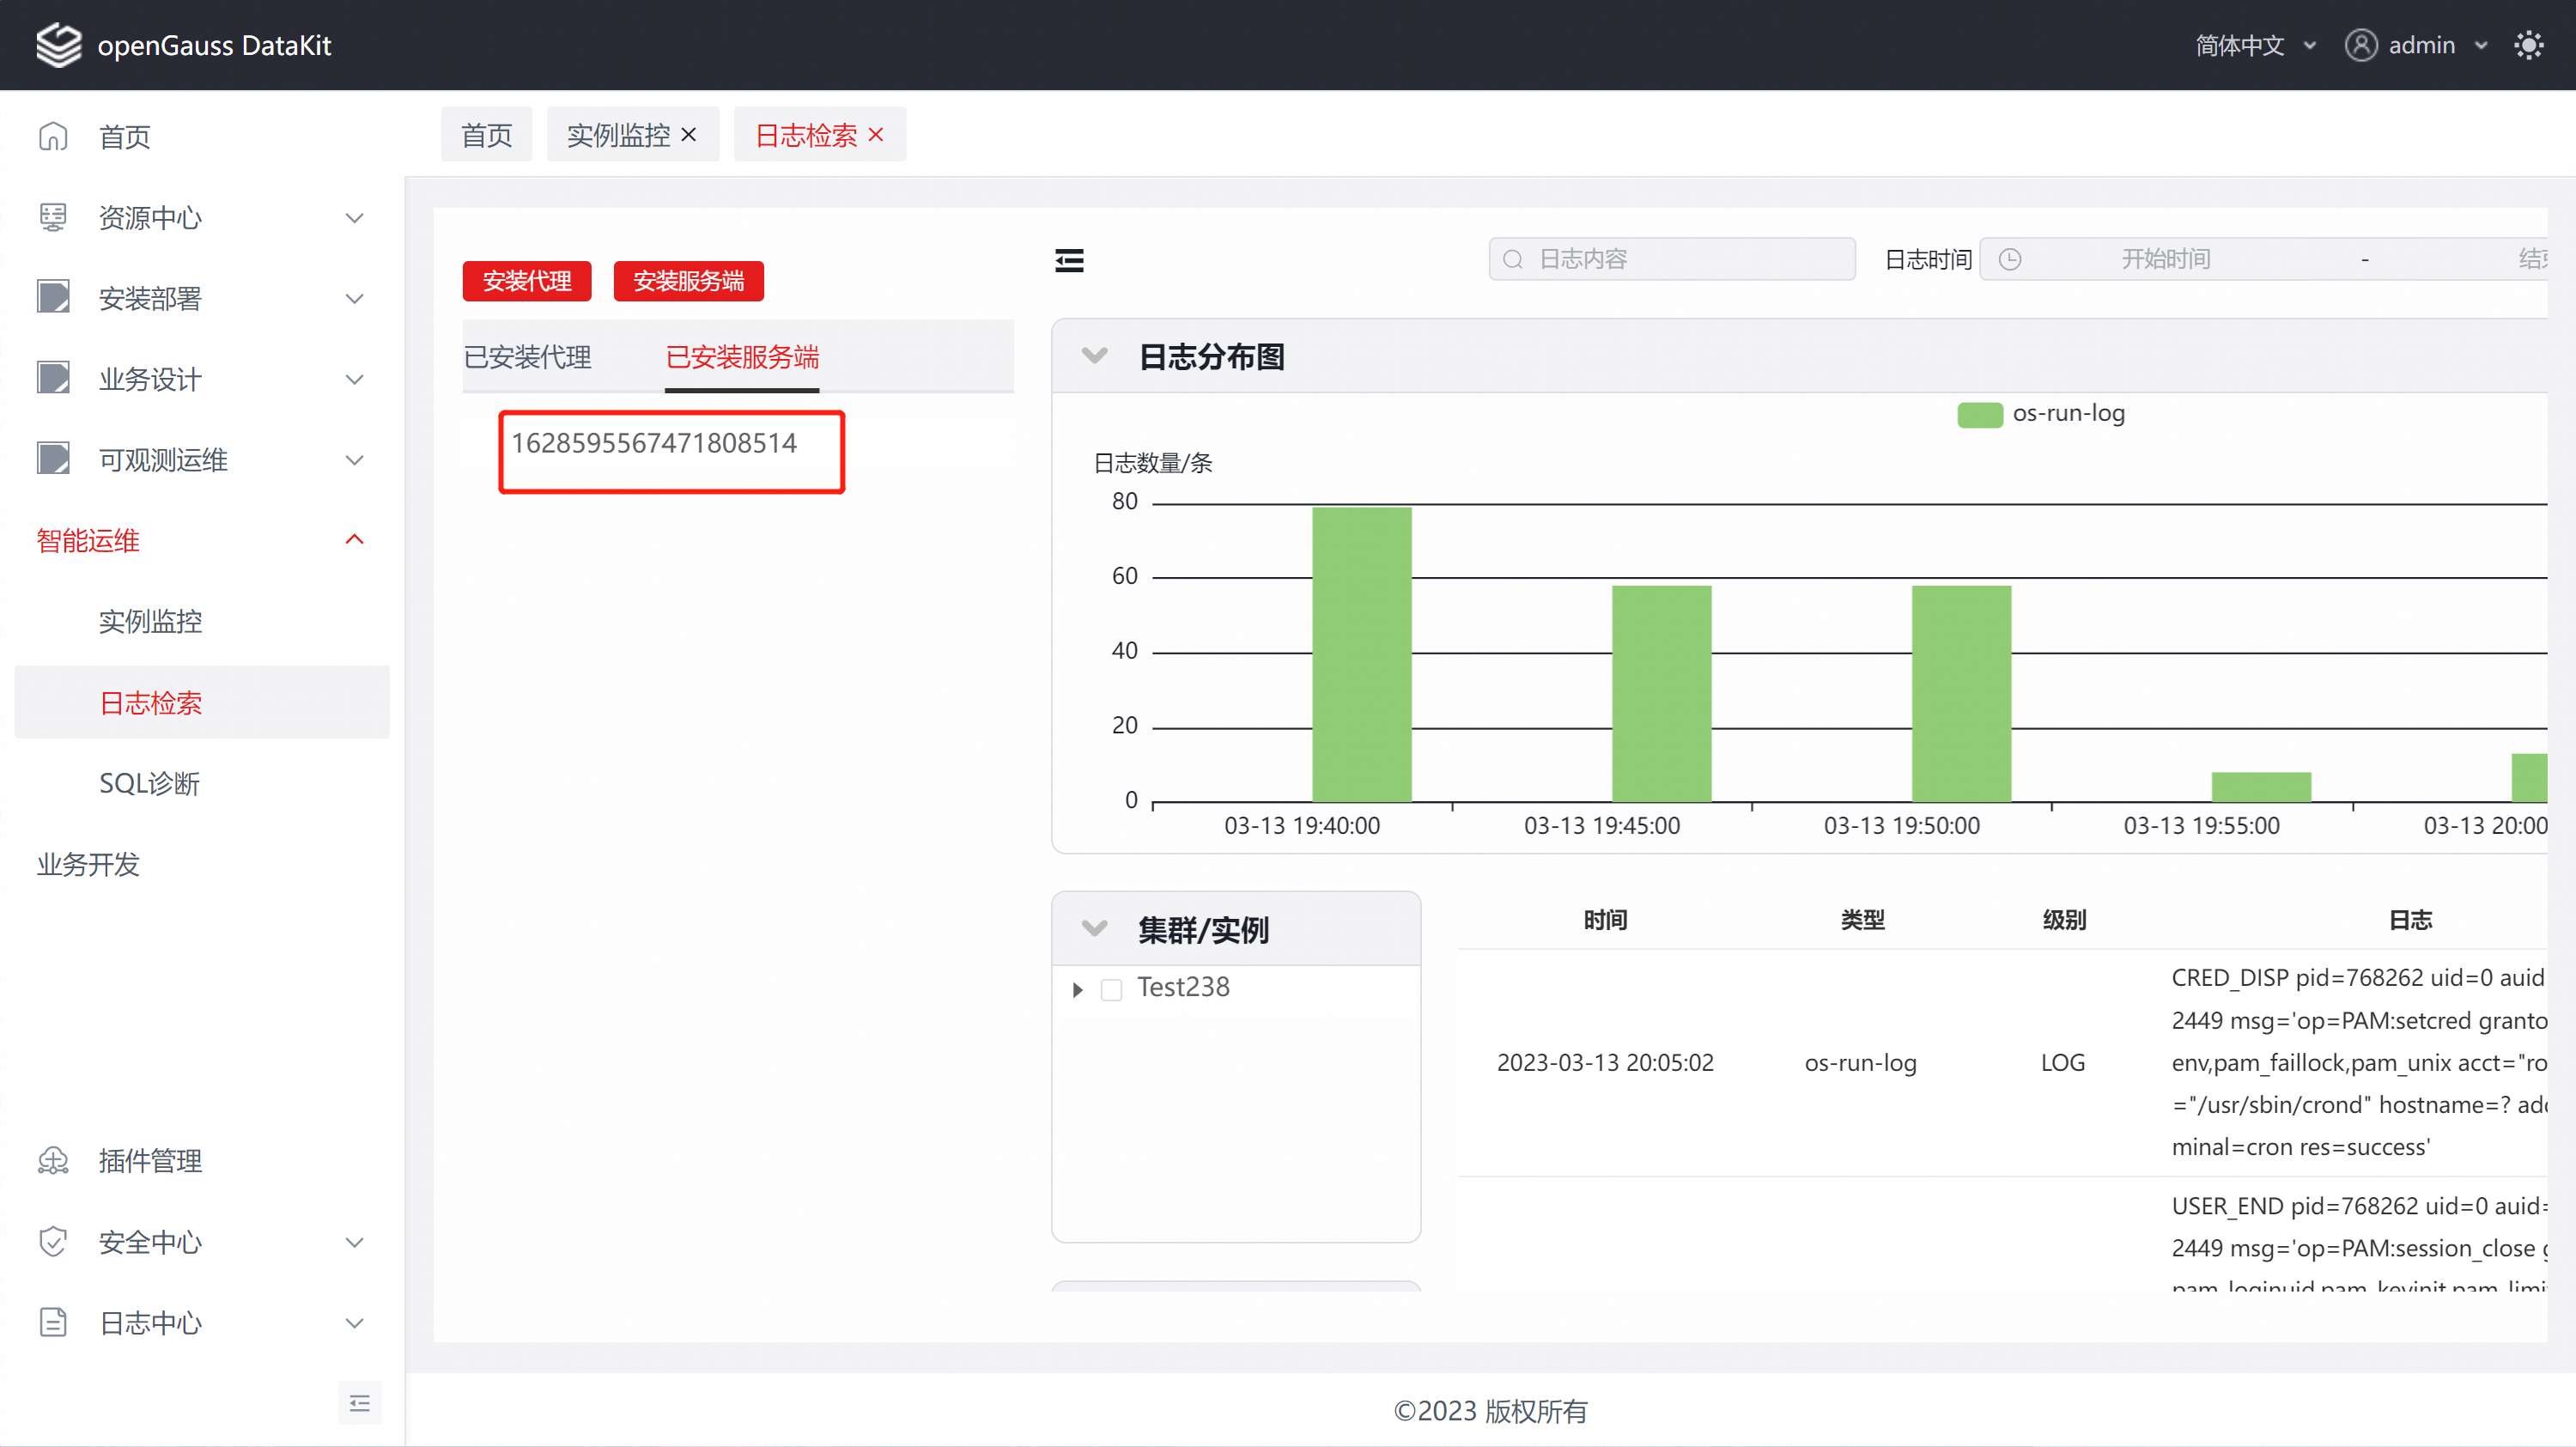 openGauss DataKit
简体中文
admin
首页
资源中心
安装部署
业务设计
可观测运维
智能运维
实例监控
日志检索
SQL诊断
业务开发
插件管理
安全中心
日志中心
首页
实例监控 ×
日志检索 ×
安装代理
安装服务端
已安装代理
已安装服务端
1628595567471808514
日志内容
日志时间
开始时间
-
日志分布图
os-run-log
日志数量/条
80
60
40
20
0
03-13 19:40:00
03-13 19:45:00
03-13 19:50:00
03-13 19:55:00
03-13 20:00
集群/实例
Test238
时间 类型 级别 日志
2023-03-13 20:05:02 os-run-log LOG
CRED_DISP pid=768262 uid=0 auid
2449 msg='op=PAM:setcred granto
env,pam_faillock,pam_unix acct="ro
="/usr/sbin/crond" hostname=? add
minal=cron res=success'
USER_END pid=768262 uid=0 auid=
2449 msg='op=PAM:session_close g
pam_loginuid,pam_keyinit,pam_limi
©2023 版权所有